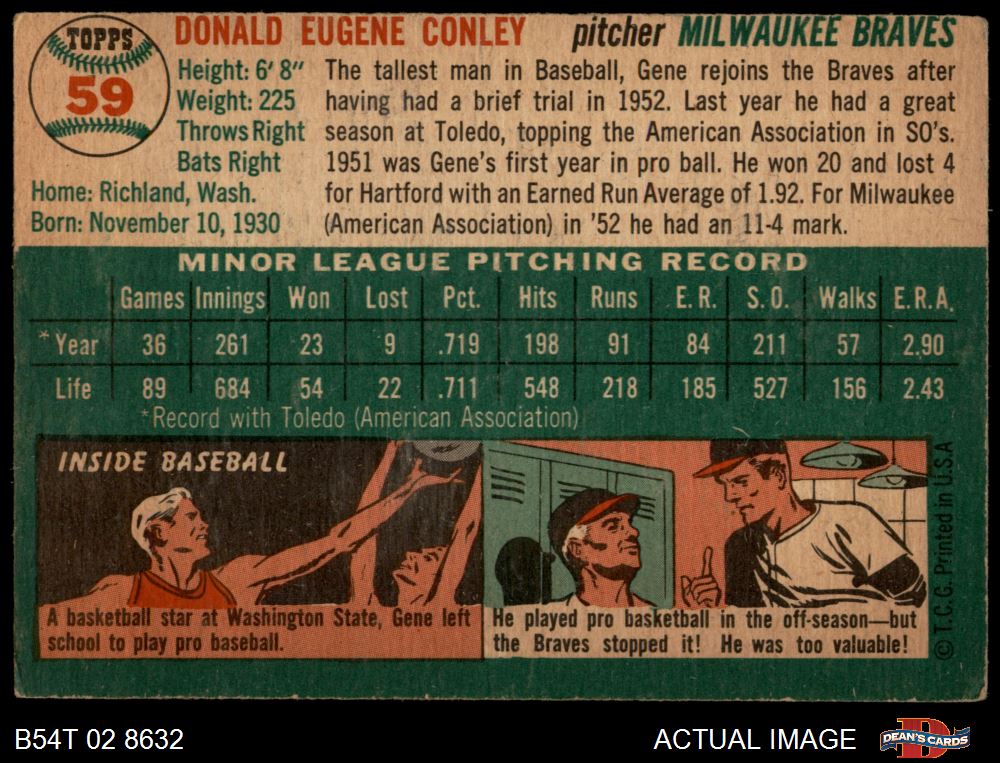 TOPPS
59
DONALD EUGENE CONLEY pitcher MILWAUKEE BRAVES
Height: 6' 8"
Weight: 225
Throws Right
Bats Right
Home: Richland, Wash.
Born: November 10, 1930
The tallest man in Baseball, Gene rejoins the Braves after
having had a brief trial in 1952. Last year he had a great
season at Toledo, topping the American Association in SO's.
1951 was Gene's first year in pro ball. He won 20 and lost 4
for Hartford with an Earned Run Average of 1.92. For Milwaukee
(American Association) in '52 he had an 11-4 mark.
MINOR LEAGUE PITCHING RECORD
Games Innings Won Lost Pct. Hits Runs E.R. S.O. Walks E.R.A.
*Year 36 261 23 9 .719 198 91 84 211 57 2.90
Life 89 684 54 22 .711 548 218 185 527 156 2.43
*Record with Toledo (American Association)
INSIDE BASEBALL
A basketball star at Washington State, Gene left
school to play pro baseball.
He played pro basketball in the off-season—but
the Braves stopped it! He was too valuable!
© T.C.G. Printed in U.S.A
B54T 02 8632
ACTUAL IMAGE
DEAN'S CARDS